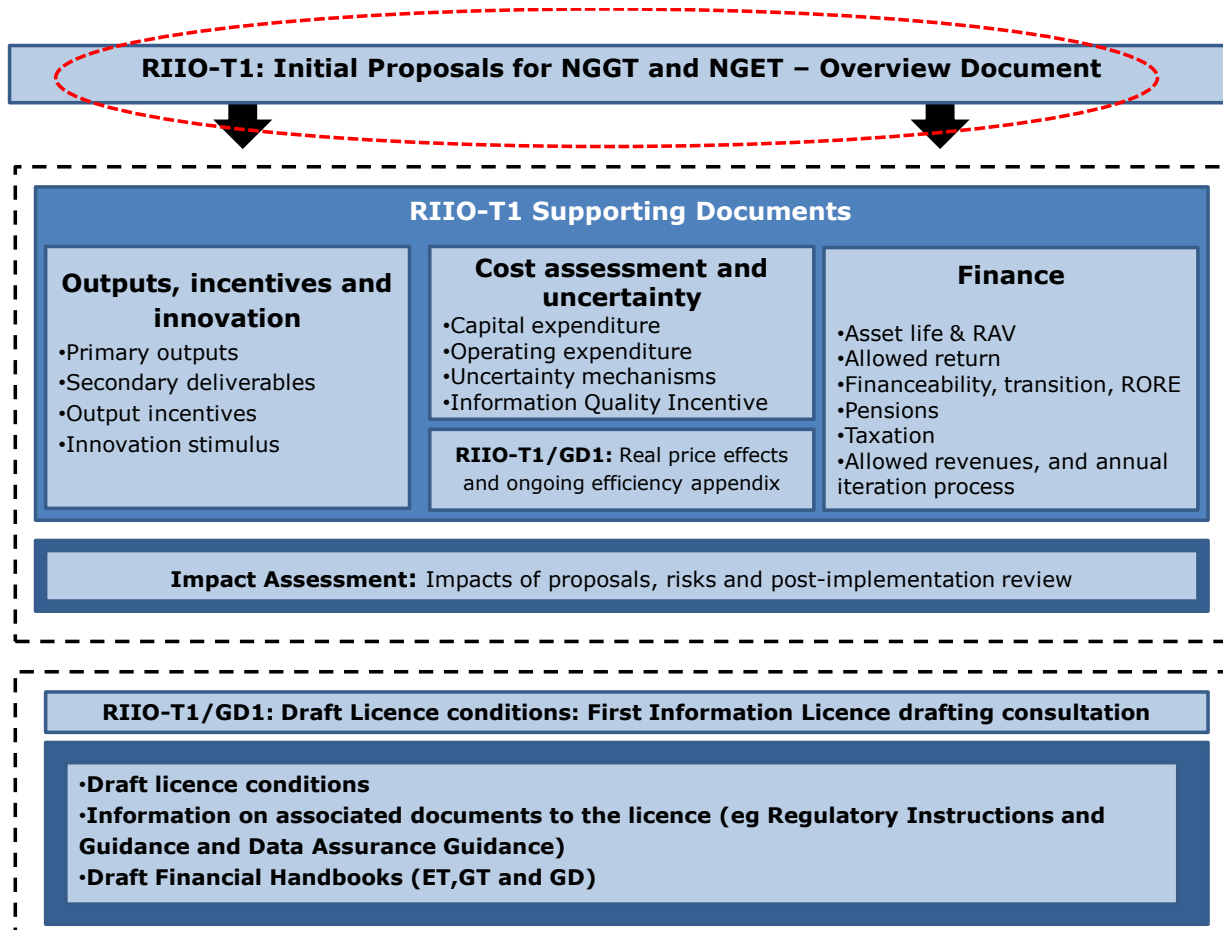 RIIO-T1: Initial Proposals for NGGT and NGET – Overview Document
RIIO-T1 Supporting Documents
Outputs, incentives and
innovation
•Primary outputs
•Secondary deliverables
•Output incentives
•Innovation stimulus
Cost assessment and
uncertainty
•Capital expenditure
•Operating expenditure
•Uncertainty mechanisms
•Information Quality Incentive
RIIO-T1/GD1: Real price effects
and ongoing efficiency appendix
Finance
•Asset life & RAV
•Allowed return
•Financeability, transition, RORE
•Pensions
•Taxation
•Allowed revenues, and annual
iteration process
Impact Assessment: Impacts of proposals, risks and post-implementation review
RIIO-T1/GD1: Draft Licence conditions: First Information Licence drafting consultation
•Draft licence conditions
•Information on associated documents to the licence (eg Regulatory Instructions and
Guidance and Data Assurance Guidance)
•Draft Financial Handbooks (ET,GT and GD)